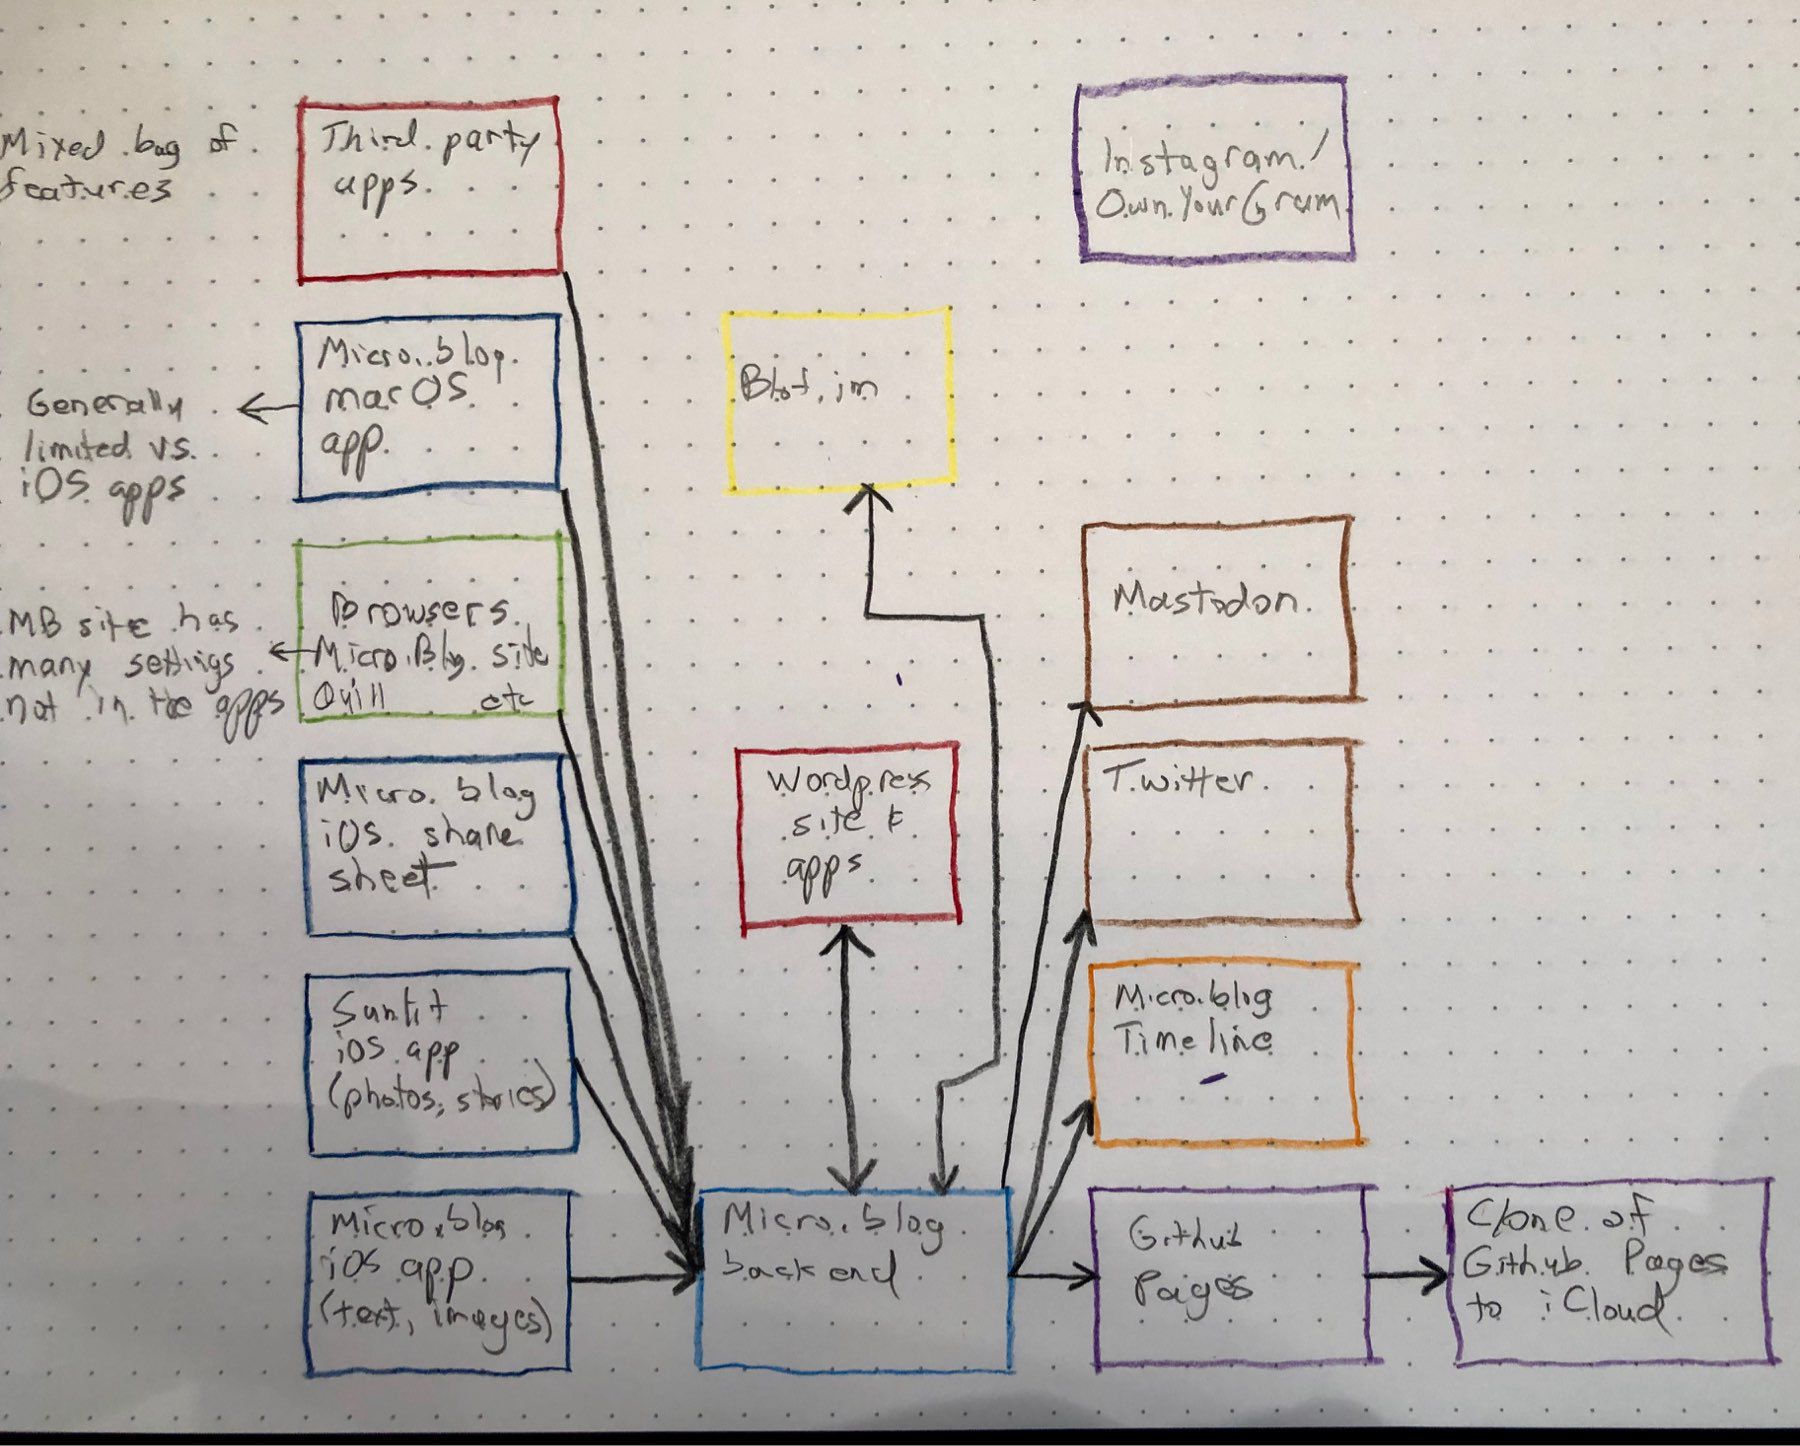 Mixed bag of
features
Third party
apps
Instagram/
OwnYourGram
Micro.blog
macOS
app
Generally
limited vs.
iOS apps
Blot.im
Browsers
Micro.Blog site
Quill etc
MB site has
many settings
not in the apps
Mastodon
Micro.blog
iOS share
sheet
Wordpress
site &
apps
Twitter
Sunlit
iOS app
(photos, stories)
Micro.blog
Timeline
Micro.blog
iOS app
(text, images)
Micro.blog
backend
Github
Pages
Clone of
Github Pages
to iCloud